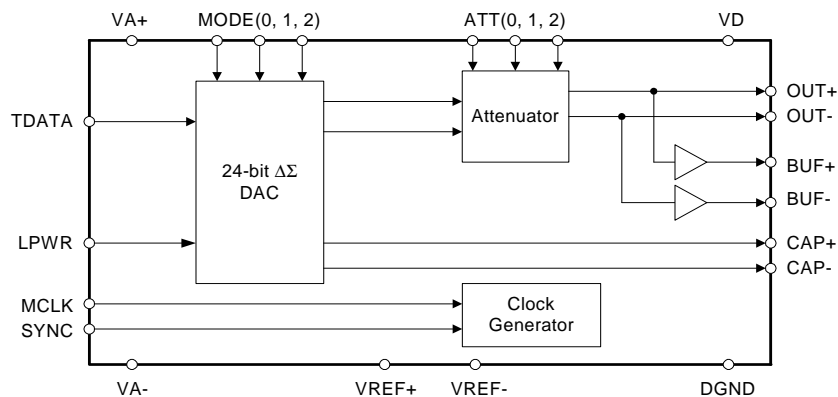 VA+
MODE(0, 1, 2)
ATT(0, 1, 2)
VD
TDATA
LPWR
MCLK
SYNC
24-bit ΔΣ
DAC
Attenuator
Clock
Generator
OUT+
OUT-
BUF+
BUF-
CAP+
CAP-
VA-
VREF+
VREF-
DGND